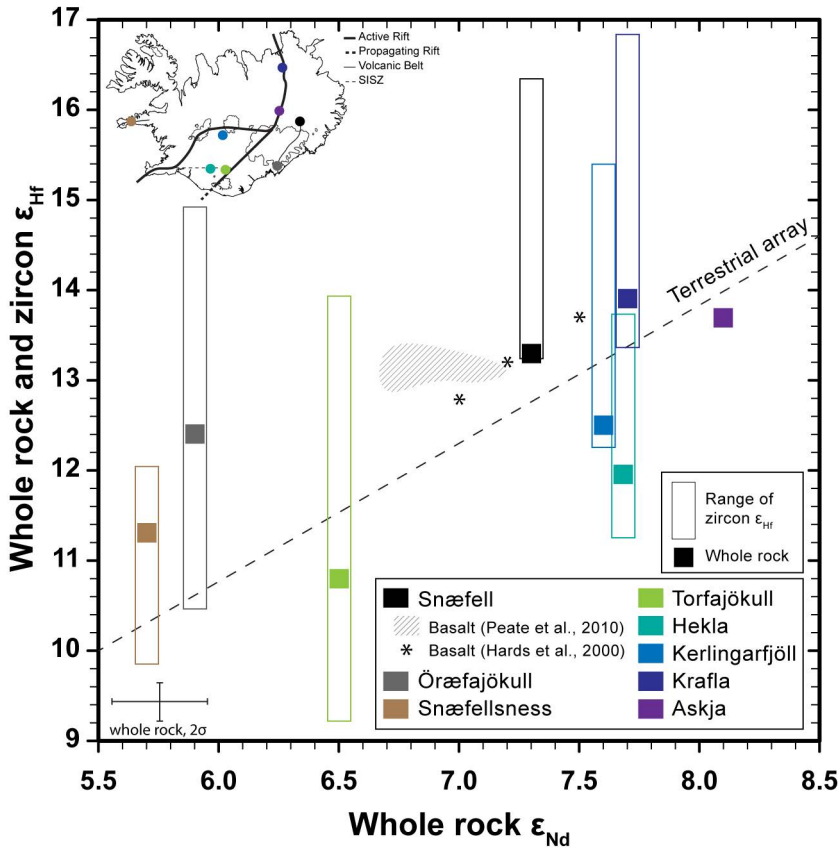 Whole rock and zircon εHf
17
16
15
14
13
12
11
10
9
Active Rift
Propagating Rift
Volcanic Belt
SISZ
Terrestrial array
Range of
zircon εHf
Whole rock
Snæfell
Basalt (Peate et al., 2010)
Basalt (Hards et al., 2000)
Öræfajökull
Snæfellsness
Torfajökull
Hekla
Kerlingarfjöll
Krafla
Askja
whole rock, 2σ
5.5 6.0 6.5 7.0 7.5 8.0 8.5
Whole rock εNd